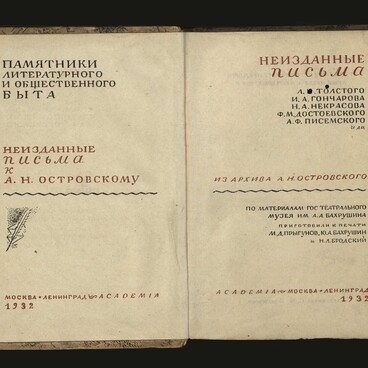 ПАМЯТНИКИ
ЛИТЕРАТУРНОГО
И ОБЩЕСТВЕННОГО
БЫТА
НЕИЗДАННЫЕ
ПИСЬМА
К
А. Н. ОСТРОВСКОМУ
МОСКВА ЛЕНИНГРАД ACADEMIA
1932
НЕИЗДАННЫЕ
ПИСЬМА
Л. ТОЛСТОГО
И. А. ГОНЧАРОВА
Н. А. НЕКРАСОВА
Ф. М. ДОСТОЕВСКОГО
А. Ф. ПИСЕМСКОГО
И ДР.
ИЗ АРХИВА А. Н. ОСТРОВСКОГО
ПО МАТЕРИАЛАМ ГОС ТЕАТРАЛЬНОГО
МУЗЕЯ ИМ. А. А. БАХРУШИНА
ПРИГОТОВИЛИ К ПЕЧАТИ
М. Д. ПРЫГУНОВ, Ю. А. БАХРУШИН
И Н. Л. БРОДСКИЙ
ACADEMIA МОСКВА ЛЕНИНГРАД
1932